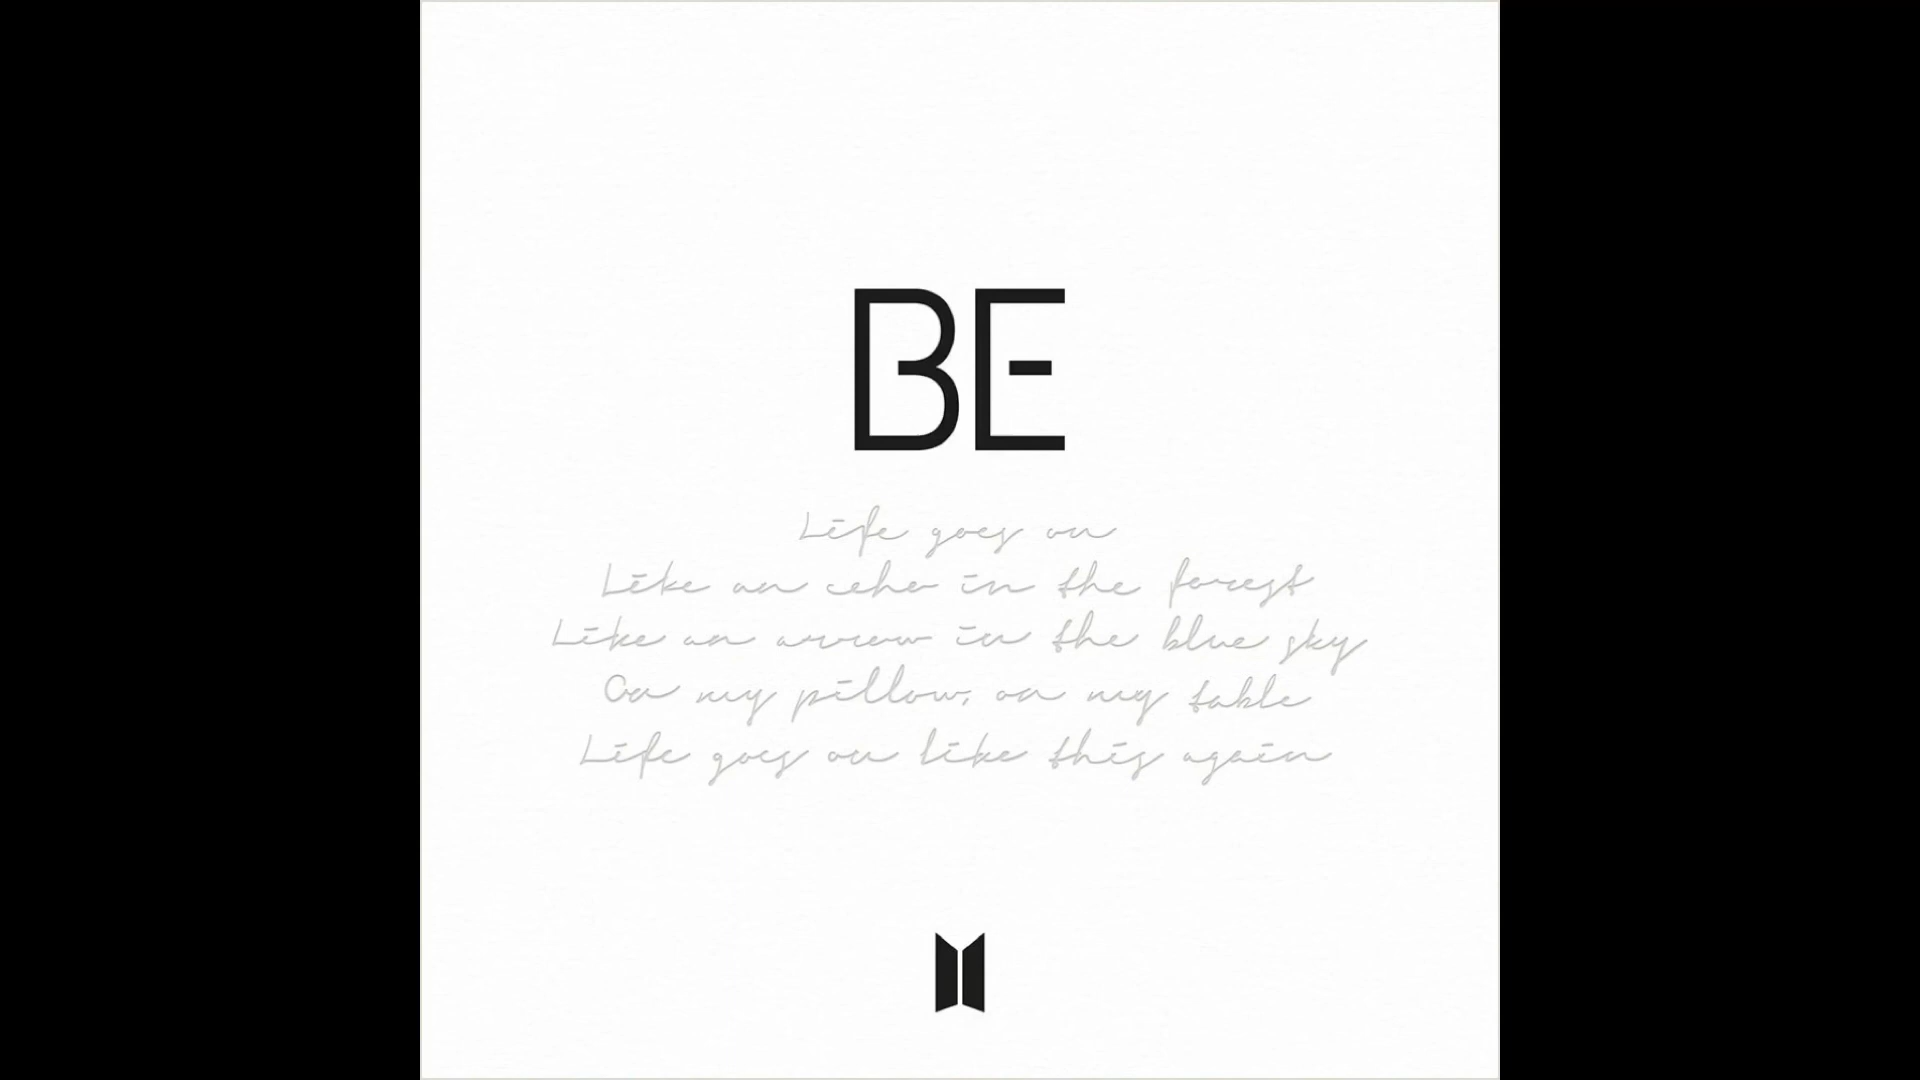 BE
Life goes on
Like an echo in the forest
Like an arrow in the blue sky
On my pillow, on my table
Life goes on like this again